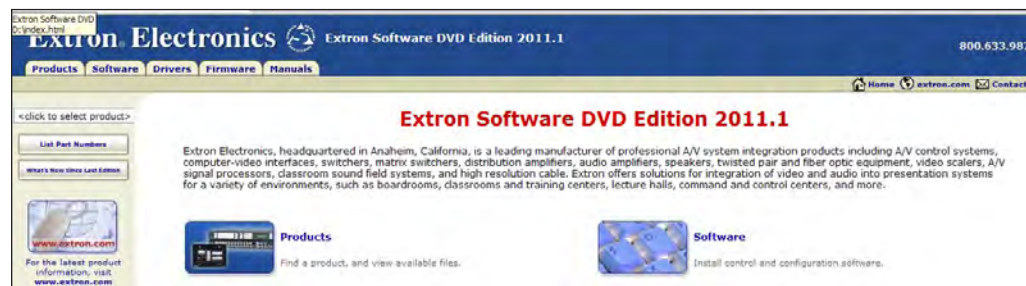 Extron Software DVD
D:\index.html
Extron® Electronics Extron Software DVD Edition 2011.1
800.633.987
Products Software Drivers Firmware Manuals
Home extron.com Contact
<click to select product>
Extron Software DVD Edition 2011.1
List Part Numbers
What's New Since Last Edition
Extron Electronics, headquartered in Anaheim, California, is a leading manufacturer of professional A/V system integration products including A/V control systems,
computer-video interfaces, switchers, matrix switchers, distribution amplifiers, audio amplifiers, speakers, twisted pair and fiber optic equipment, video scalers, A/V
signal processors, classroom sound field systems, and high resolution cable. Extron offers solutions for integration of video and audio into presentation systems
for a variety of environments, such as boardrooms, classrooms and training centers, lecture halls, command and control centers, and more.
www.extron.com
For the latest product
information, visit
www.extron.com
Products
Find a product, and view available files.
Software
Install control and configuration software.